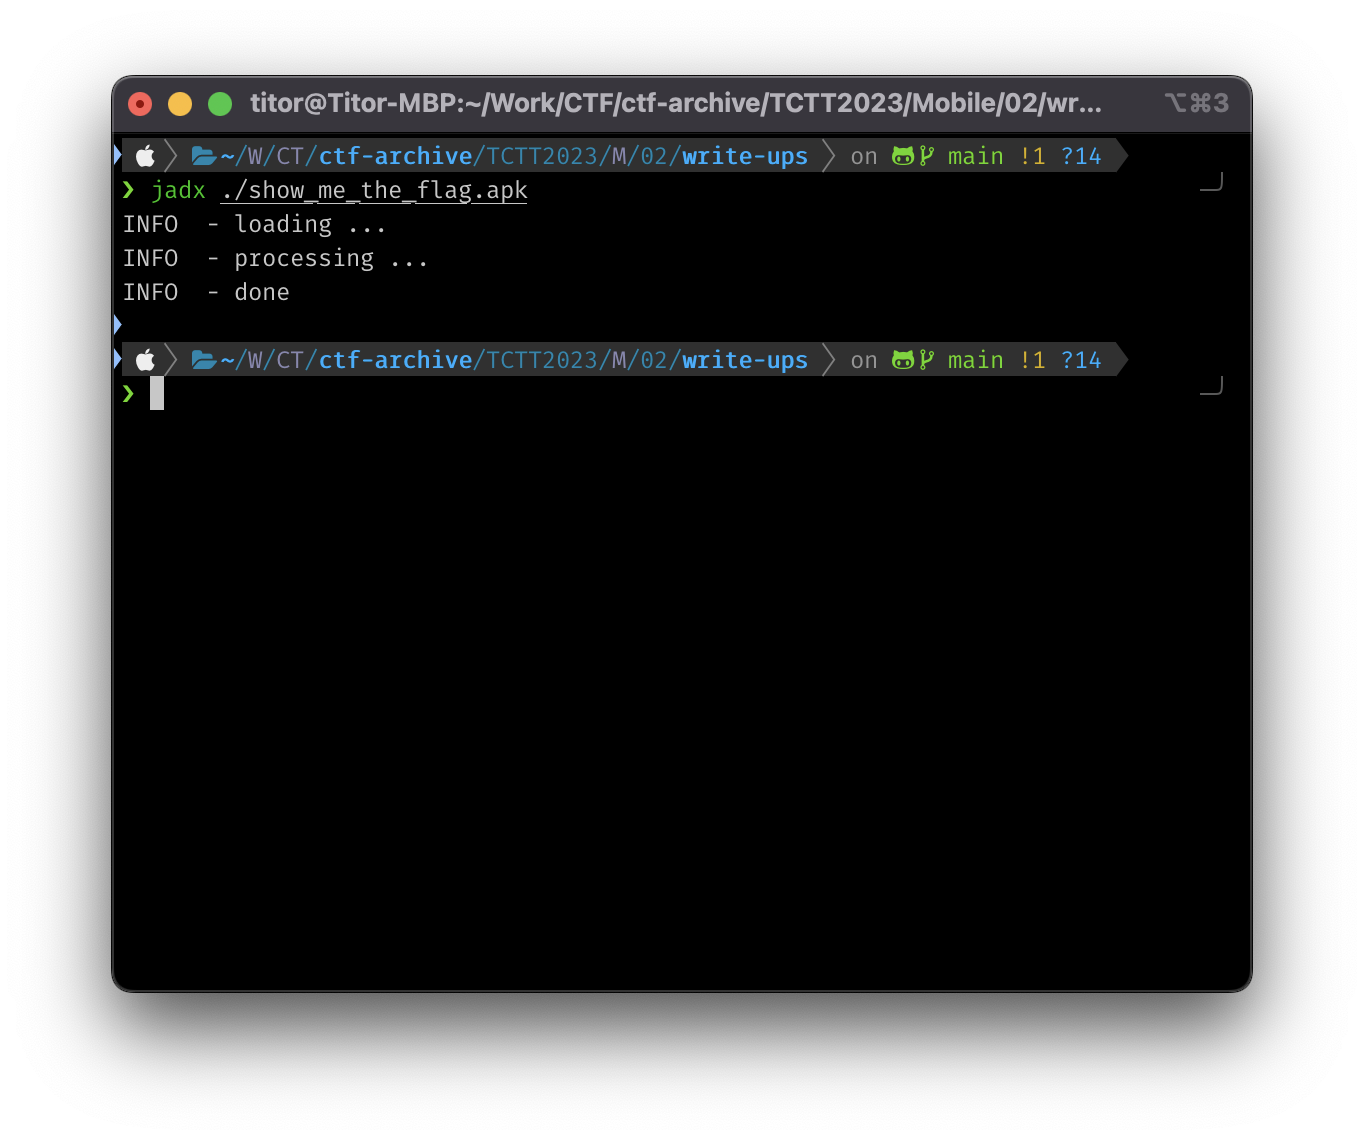 titor@Titor-MBP:~/Work/CTF/ctf-archive/TCTT2023/Mobile/02/wr... ⌥⌘3
~/W/CT/ctf-archive/TCTT2023/M/02/write-ups on main !1 ?14
❯ jadx ./show_me_the_flag.apk
INFO  - loading ...
INFO  - processing ...
INFO  - done
~/W/CT/ctf-archive/TCTT2023/M/02/write-ups on main !1 ?14
❯